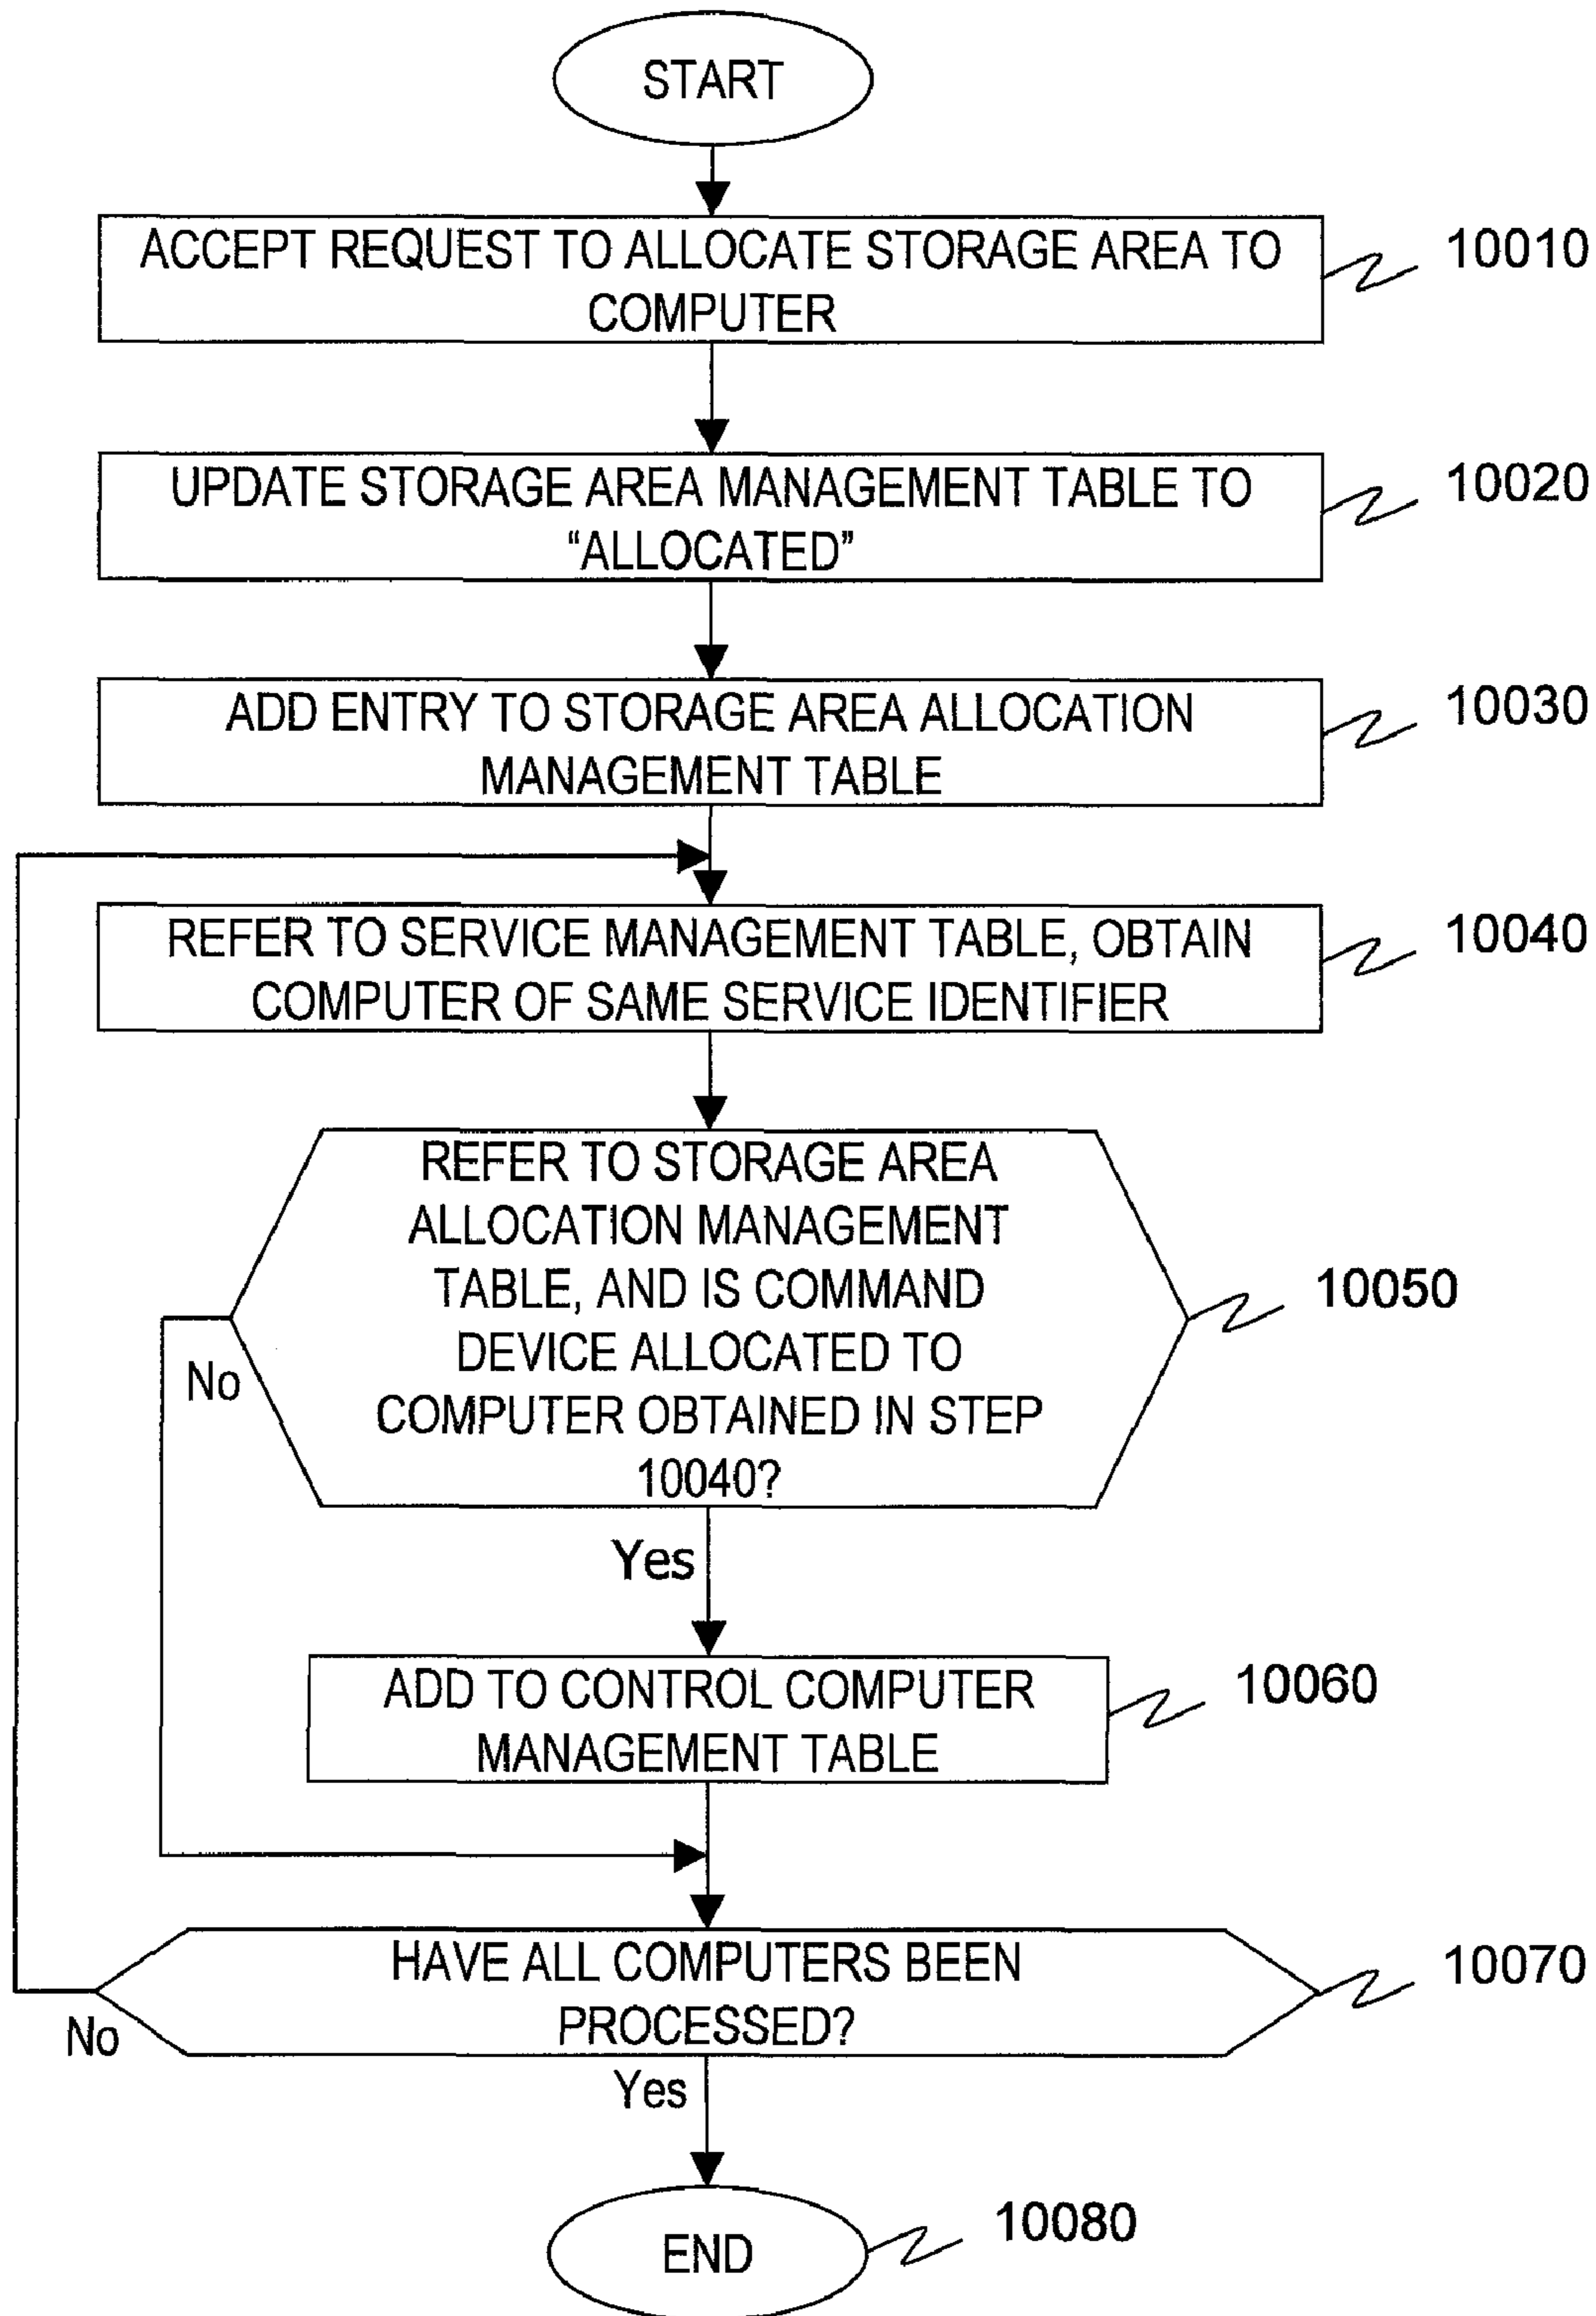 START
ACCEPT REQUEST TO ALLOCATE STORAGE AREA TO
COMPUTER
10010
UPDATE STORAGE AREA MANAGEMENT TABLE TO
“ALLOCATED”
10020
ADD ENTRY TO STORAGE AREA ALLOCATION
MANAGEMENT TABLE
10030
REFER TO SERVICE MANAGEMENT TABLE, OBTAIN
COMPUTER OF SAME SERVICE IDENTIFIER
10040
REFER TO STORAGE AREA
ALLOCATION MANAGEMENT
TABLE, AND IS COMMAND
DEVICE ALLOCATED TO
COMPUTER OBTAINED IN STEP
10040?
10050
No
Yes
ADD TO CONTROL COMPUTER
MANAGEMENT TABLE
10060
HAVE ALL COMPUTERS BEEN
PROCESSED?
10070
No
Yes
END
10080